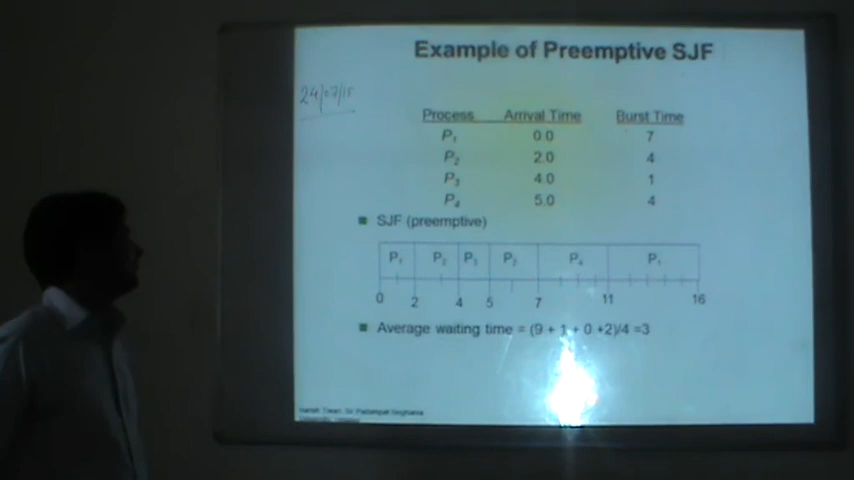 Example of Preemptive SJF
24/07/15
Process Arrival Time Burst Time
P1 0.0 7
P2 2.0 4
P3 4.0 1
P4 5.0 4
SJF (preemptive)
P1 P2 P3 P2 P4 P1
0 2 4 5 7 11 16
Average waiting time = (9 + 1 + 0 +2)/4 =3